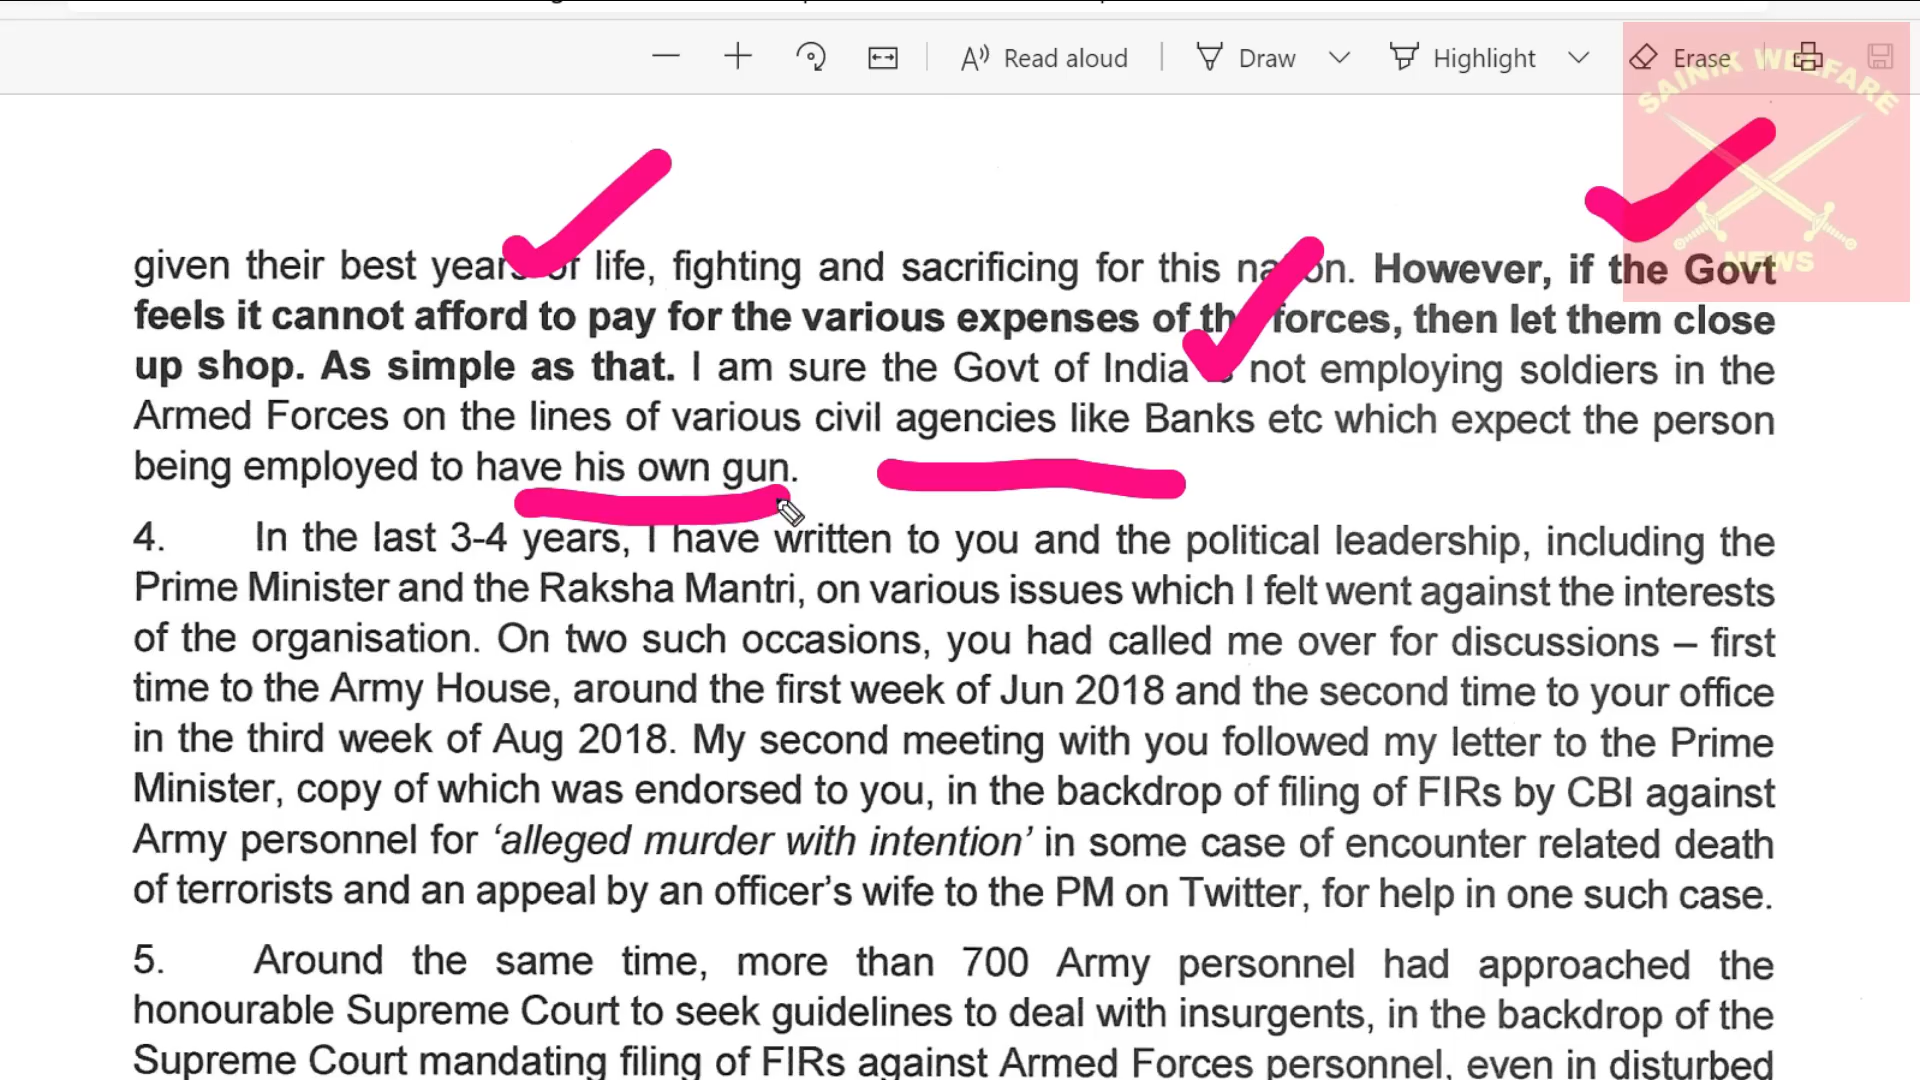 Read aloud
Draw
Highlight
Erase
SAINIK WELFARE
NEWS
given their best years of life, fighting and sacrificing for this nation. However, if the Govt
feels it cannot afford to pay for the various expenses of the forces, then let them close
up shop. As simple as that. I am sure the Govt of India is not employing soldiers in the
Armed Forces on the lines of various civil agencies like Banks etc which expect the person
being employed to have his own gun.
4. In the last 3-4 years, I have written to you and the political leadership, including the
Prime Minister and the Raksha Mantri, on various issues which I felt went against the interests
of the organisation. On two such occasions, you had called me over for discussions – first
time to the Army House, around the first week of Jun 2018 and the second time to your office
in the third week of Aug 2018. My second meeting with you followed my letter to the Prime
Minister, copy of which was endorsed to you, in the backdrop of filing of FIRs by CBI against
Army personnel for ‘alleged murder with intention’ in some case of encounter related death
of terrorists and an appeal by an officer’s wife to the PM on Twitter, for help in one such case.
5. Around the same time, more than 700 Army personnel had approached the
honourable Supreme Court to seek guidelines to deal with insurgents, in the backdrop of the
Supreme Court mandating filing of FIRs against Armed Forces personnel, even in disturbed